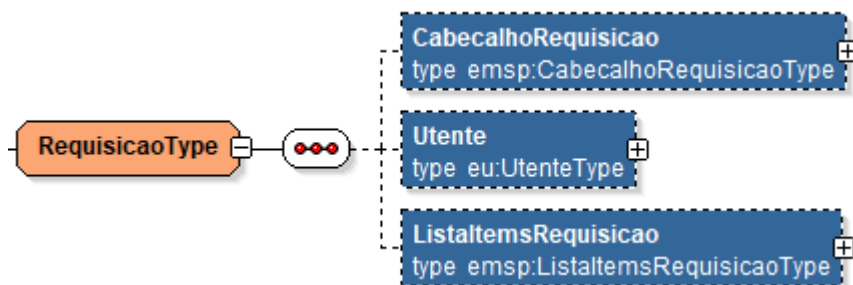 CabecalhoRequisicao
type emsp:CabecalhoRequisicaoType
RequisicaoType
Utente
type eu:UtenteType
ListaItemsRequisicao
type emsp:ListaItemsRequisicaoType